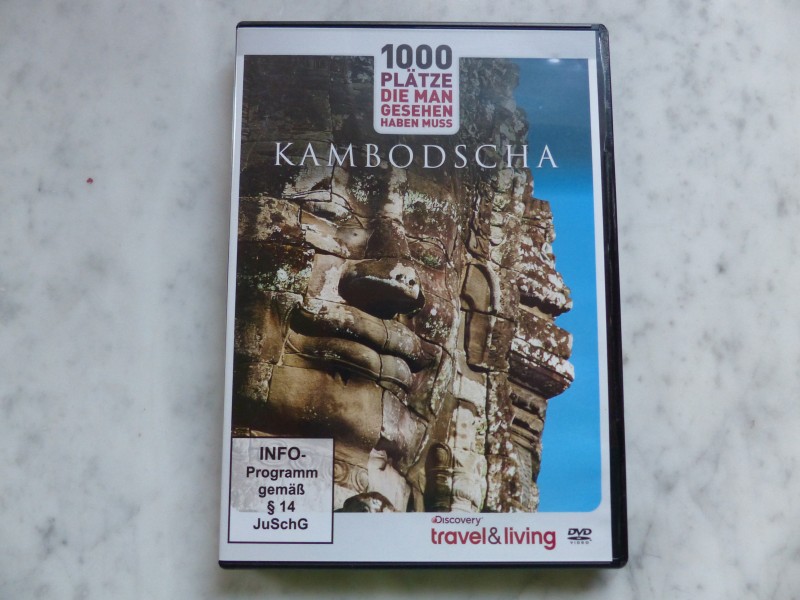 1000
PLÄTZE
DIE MAN
GESEHEN
HABEN MUSS
KAMBODSCHA
INFO-
Programm
gemäß
§ 14
JuSchG
Discovery
travel&living
DVD
VIDEO